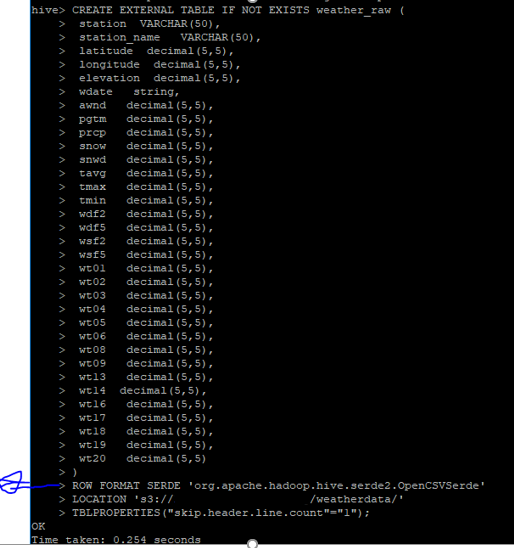 hive> CREATE EXTERNAL TABLE IF NOT EXISTS weather_raw (
> station VARCHAR(50),
> station_name VARCHAR(50),
> latitude decimal(5,5),
> longitude decimal(5,5),
> elevation decimal(5,5),
> wdate string,
> awnd decimal(5,5),
> pgtm decimal(5,5),
> prcp decimal(5,5),
> snow decimal(5,5),
> snwd decimal(5,5),
> tavg decimal(5,5),
> tmax decimal(5,5),
> tmin decimal(5,5),
> wdf2 decimal(5,5),
> wdf5 decimal(5,5),
> wsf2 decimal(5,5),
> wsf5 decimal(5,5),
> wt01 decimal(5,5),
> wt02 decimal(5,5),
> wt03 decimal(5,5),
> wt04 decimal(5,5),
> wt05 decimal(5,5),
> wt06 decimal(5,5),
> wt08 decimal(5,5),
> wt09 decimal(5,5),
> wt13 decimal(5,5),
> wt14 decimal(5,5),
> wt16 decimal(5,5),
> wt17 decimal(5,5),
> wt18 decimal(5,5),
> wt19 decimal(5,5),
> wt20 decimal(5,5)
> )
> ROW FORMAT SERDE 'org.apache.hadoop.hive.serde2.OpenCSVSerde'
> LOCATION 's3:// /weatherdata/'
> TBLPROPERTIES("skip.header.line.count"="1");
OK
Time taken: 0.254 seconds